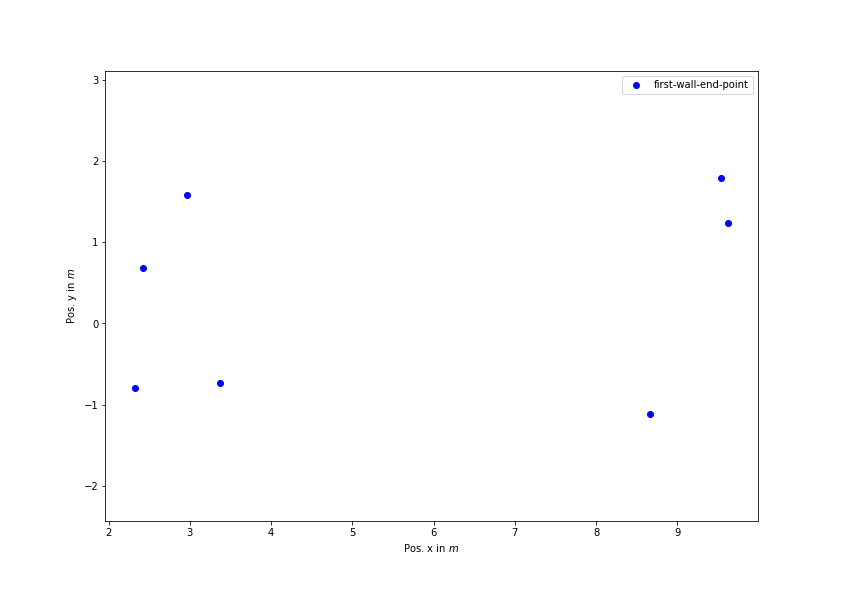 first-wall-end-point
3
2
1
0
−1
−2
Pos. y in m
2 3 4 5 6 7 8 9
Pos. x in m